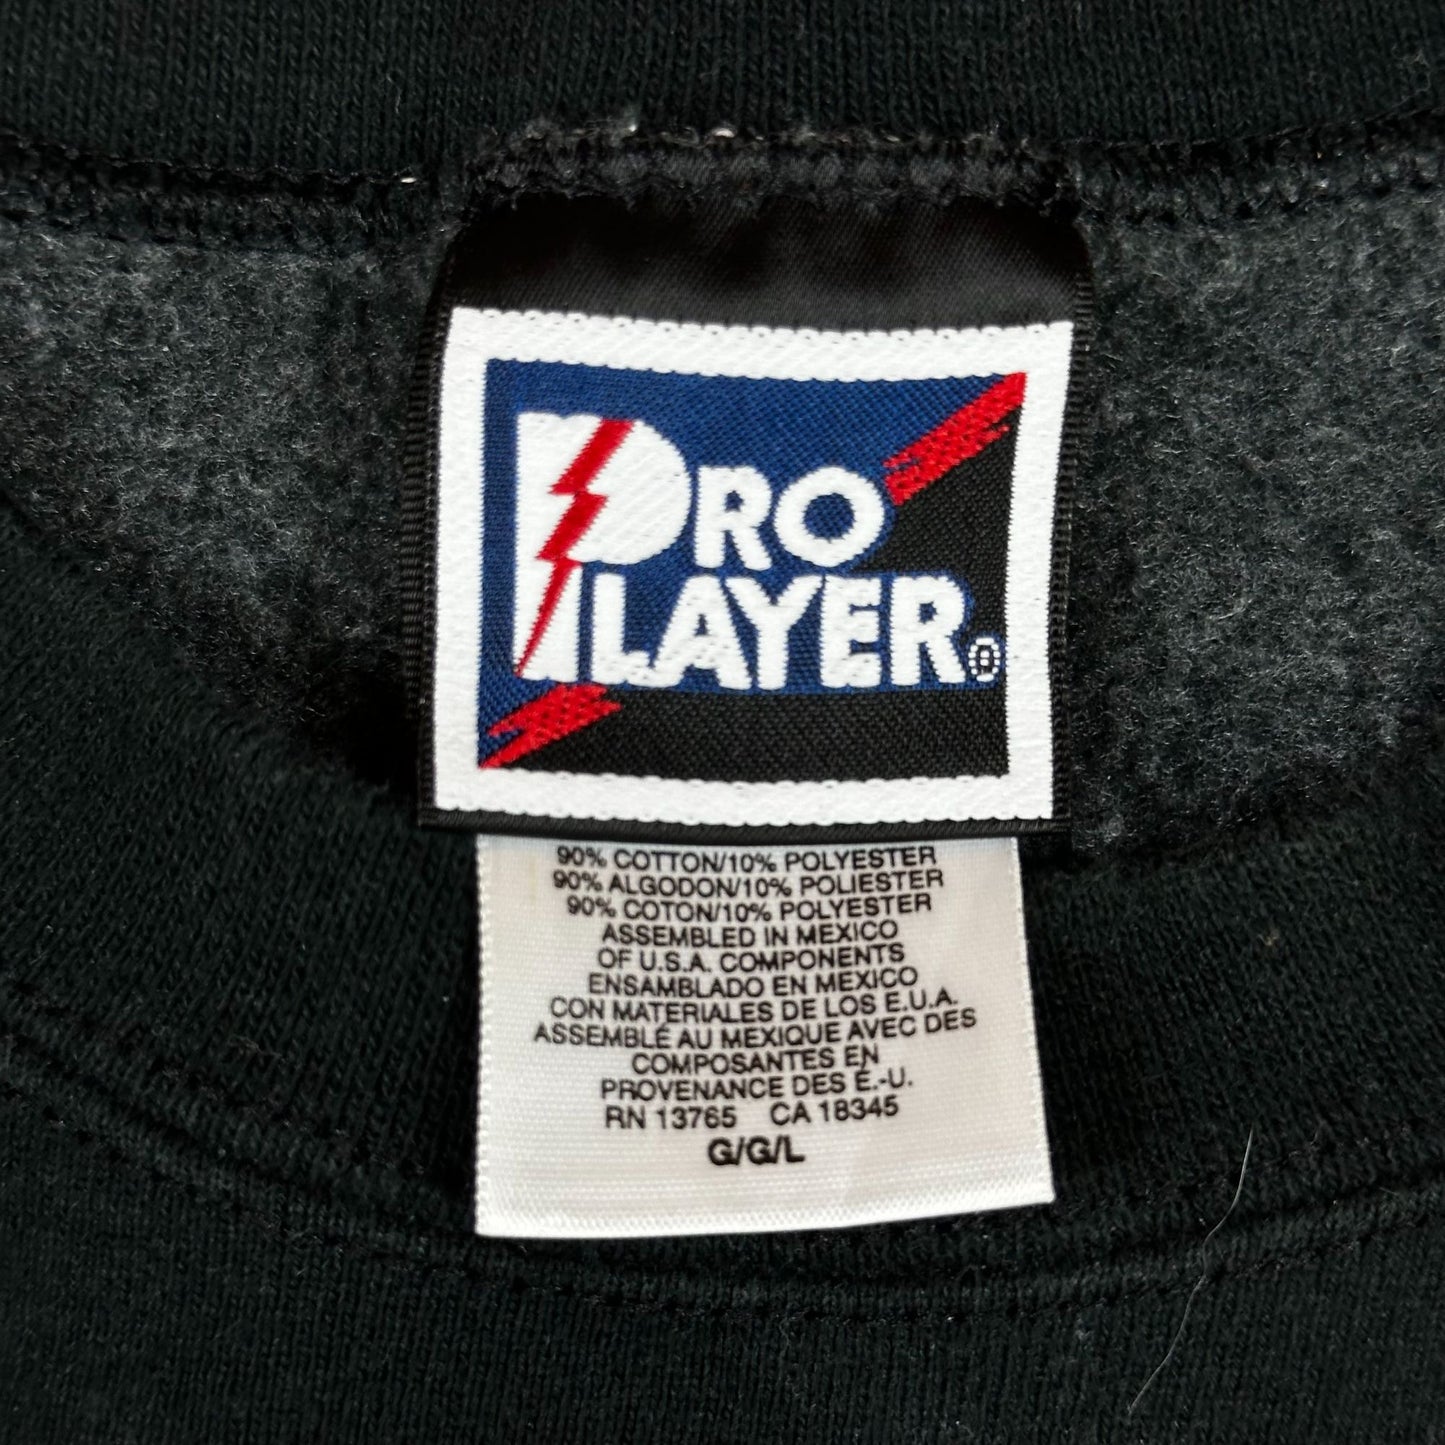 PRO
PLAYER®
90% COTTON/10% POLYESTER
90% ALGODON/10% POLIESTER
90% COTON/10% POLYESTER
ASSEMBLED IN MEXICO
OF U.S.A. COMPONENTS
ENSAMBLADO EN MEXICO
CON MATERIALES DE LOS E.U.A.
ASSEMBLÉ AU MEXIQUE AVEC DES
COMPOSANTES EN
PROVENANCE DES É.-U.
RN 13765 CA 18345
G/G/L